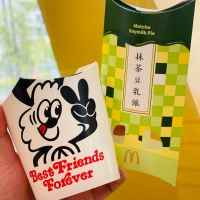 Matcha
Soymilk Pie
抹茶豆乳派
Best Friends
Forever